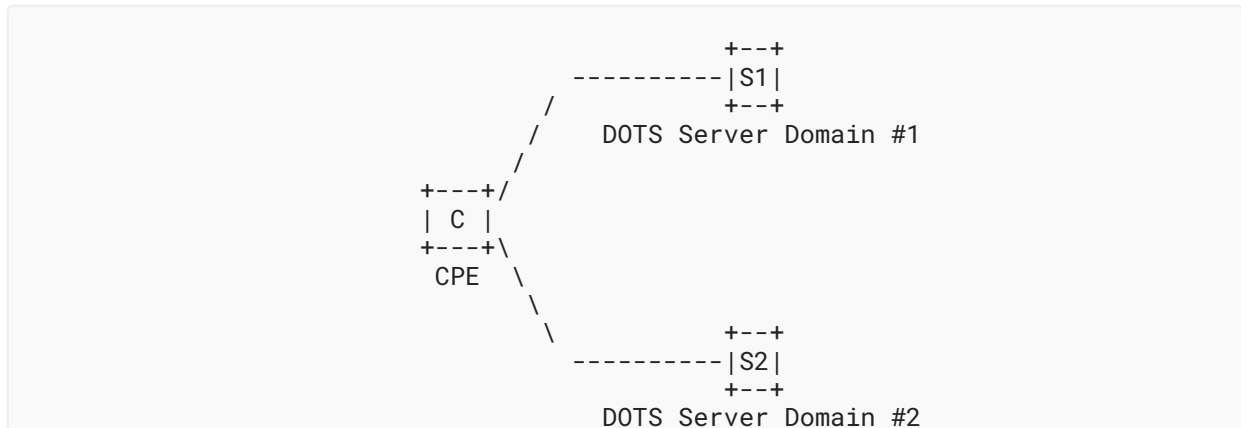 +--+
                     ----------|S1|
                   /           +--+
                  /    DOTS Server Domain #1
                 /
           +---+/
           | C |
           +---+\
            CPE  \
                  \
                   \           +--+
                     ----------|S2|
                               +--+
                       DOTS Server Domain #2